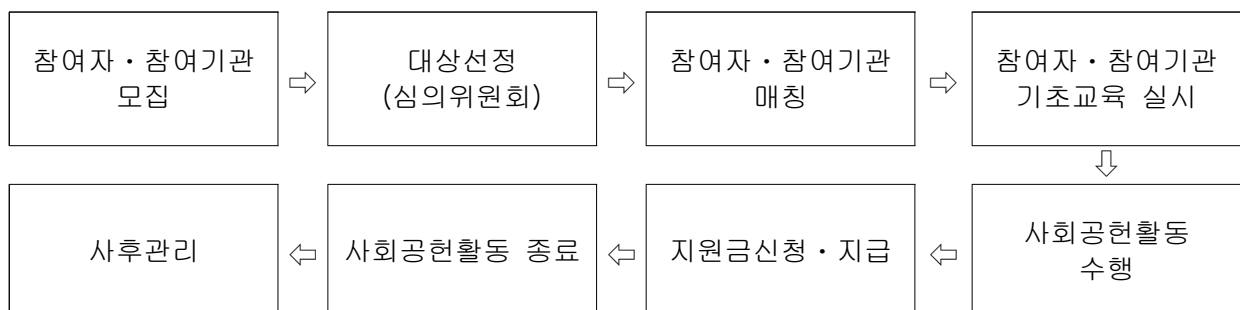 참여자・참여기관
모집
⇨
대상선정
(심의위원회)
⇨
참여자・참여기관
매칭
⇨
참여자・참여기관
기초교육 실시
⇩
사회공헌활동
수행
⇦
지원금신청・지급
⇦
사회공헌활동 종료
⇦
사후관리